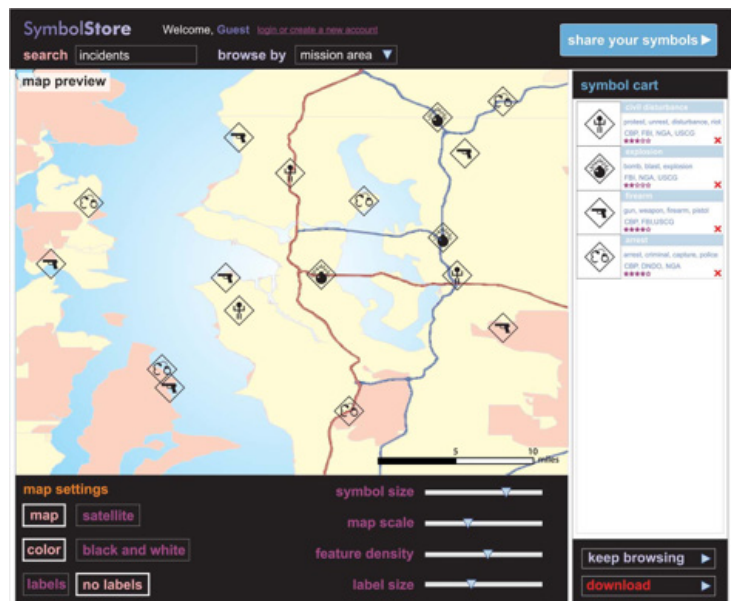 SymbolStore
Welcome, Guest login or create a new account
search incidents browse by mission area
share your symbols
map preview
symbol cart
civil disturbance
protest, unrest, disturbance, riot
CBP, FBI, NGA, USCG
explosion
bomb, blast, explosion
FBI, NGA, USCG
firearm
gun, weapon, firearm, pistol
CBP, FBI,USCG
arrest
arrest, criminal, capture, police
CBP, DNDO, NGA
5 10
miles
map settings
map satellite
color black and white
labels no labels
symbol size
map scale
feature density
label size
keep browsing
download